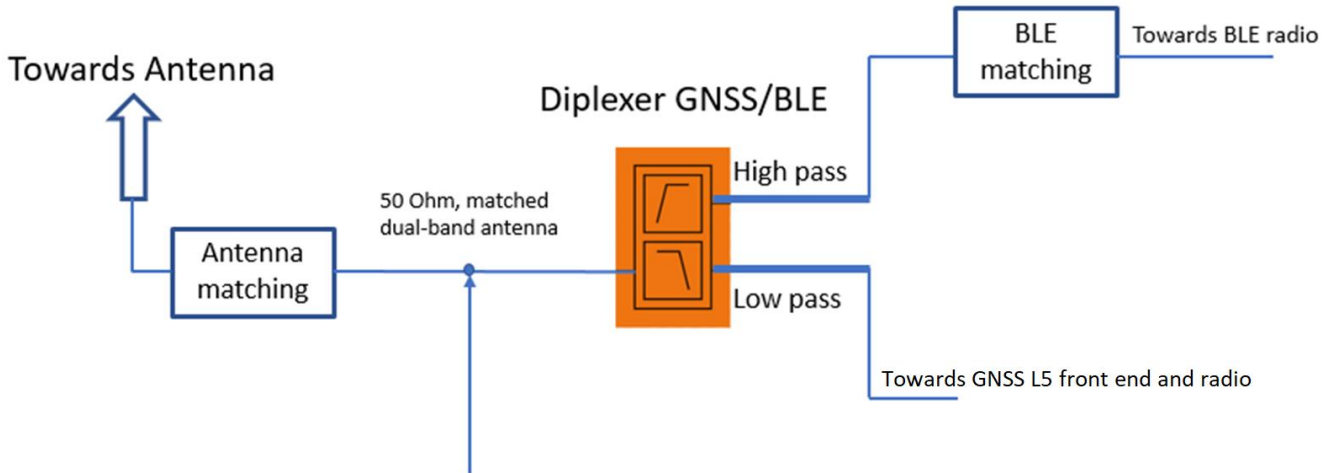 Towards Antenna
Antenna
matching
50 Ohm, matched
dual-band antenna
Diplexer GNSS/BLE
High pass
Low pass
BLE
matching
Towards BLE radio
Towards GNSS L5 front end and radio